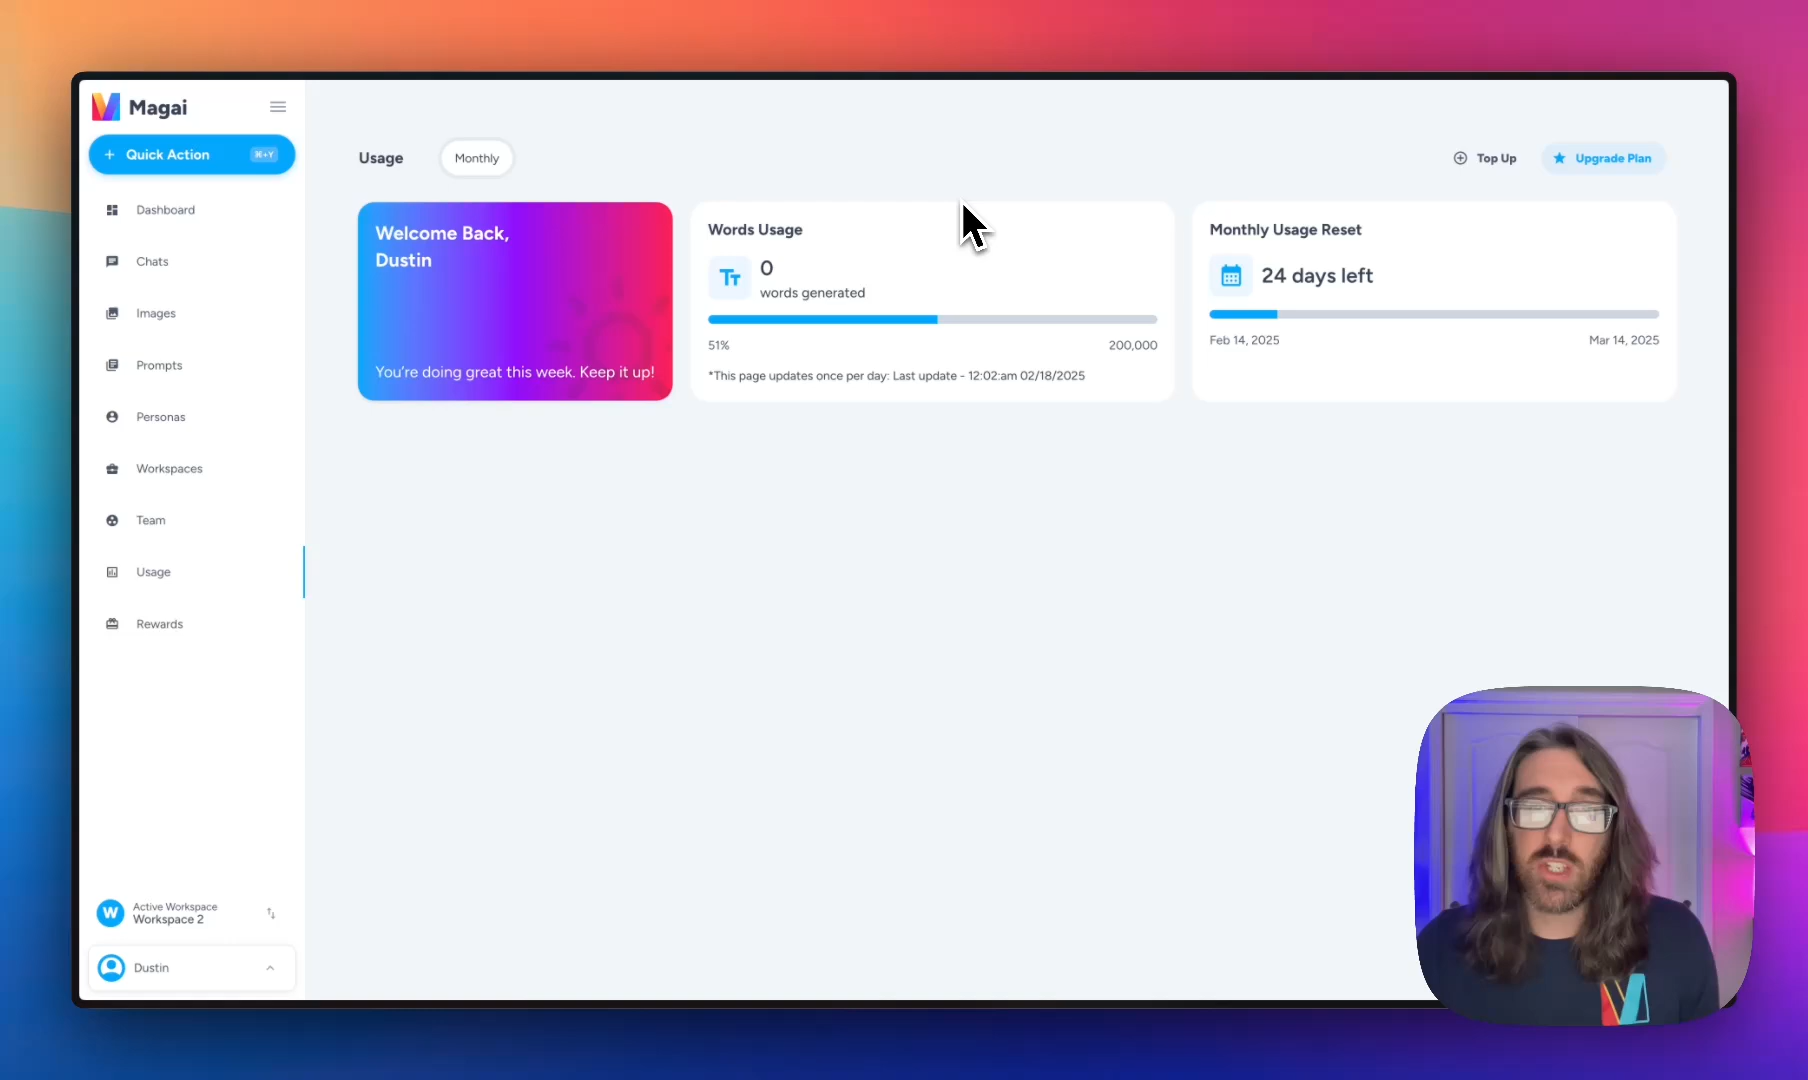 Magai
Quick Action ⌘+Y
Dashboard
Chats
Images
Prompts
Personas
Workspaces
Team
Usage
Rewards
W Active Workspace
Workspace 2
Dustin
Usage Monthly Top Up Upgrade Plan
Welcome Back,
Dustin
You're doing great this week. Keep it up!
Words Usage
Tт 0
words generated
51% 200,000
*This page updates once per day: Last update - 12:02:am 02/18/2025
Monthly Usage Reset
24 days left
Feb 14, 2025 Mar 14, 2025